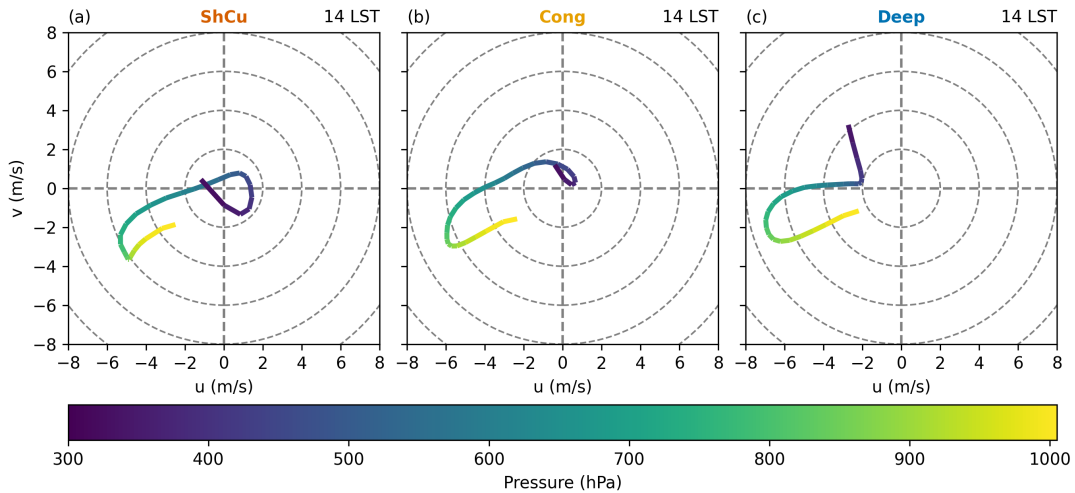 (a) ShCu 14 LST
(b) Cong 14 LST
(c) Deep 14 LST
8
6
4
2
0
−2
−4
−6
−8
v (m/s)
−8 −6 −4 −2 0 2 4 6 8
−8 −6 −4 −2 0 2 4 6 8
−8 −6 −4 −2 0 2 4 6 8
u (m/s)
u (m/s)
u (m/s)
300 400 500 600 700 800 900 1000
Pressure (hPa)